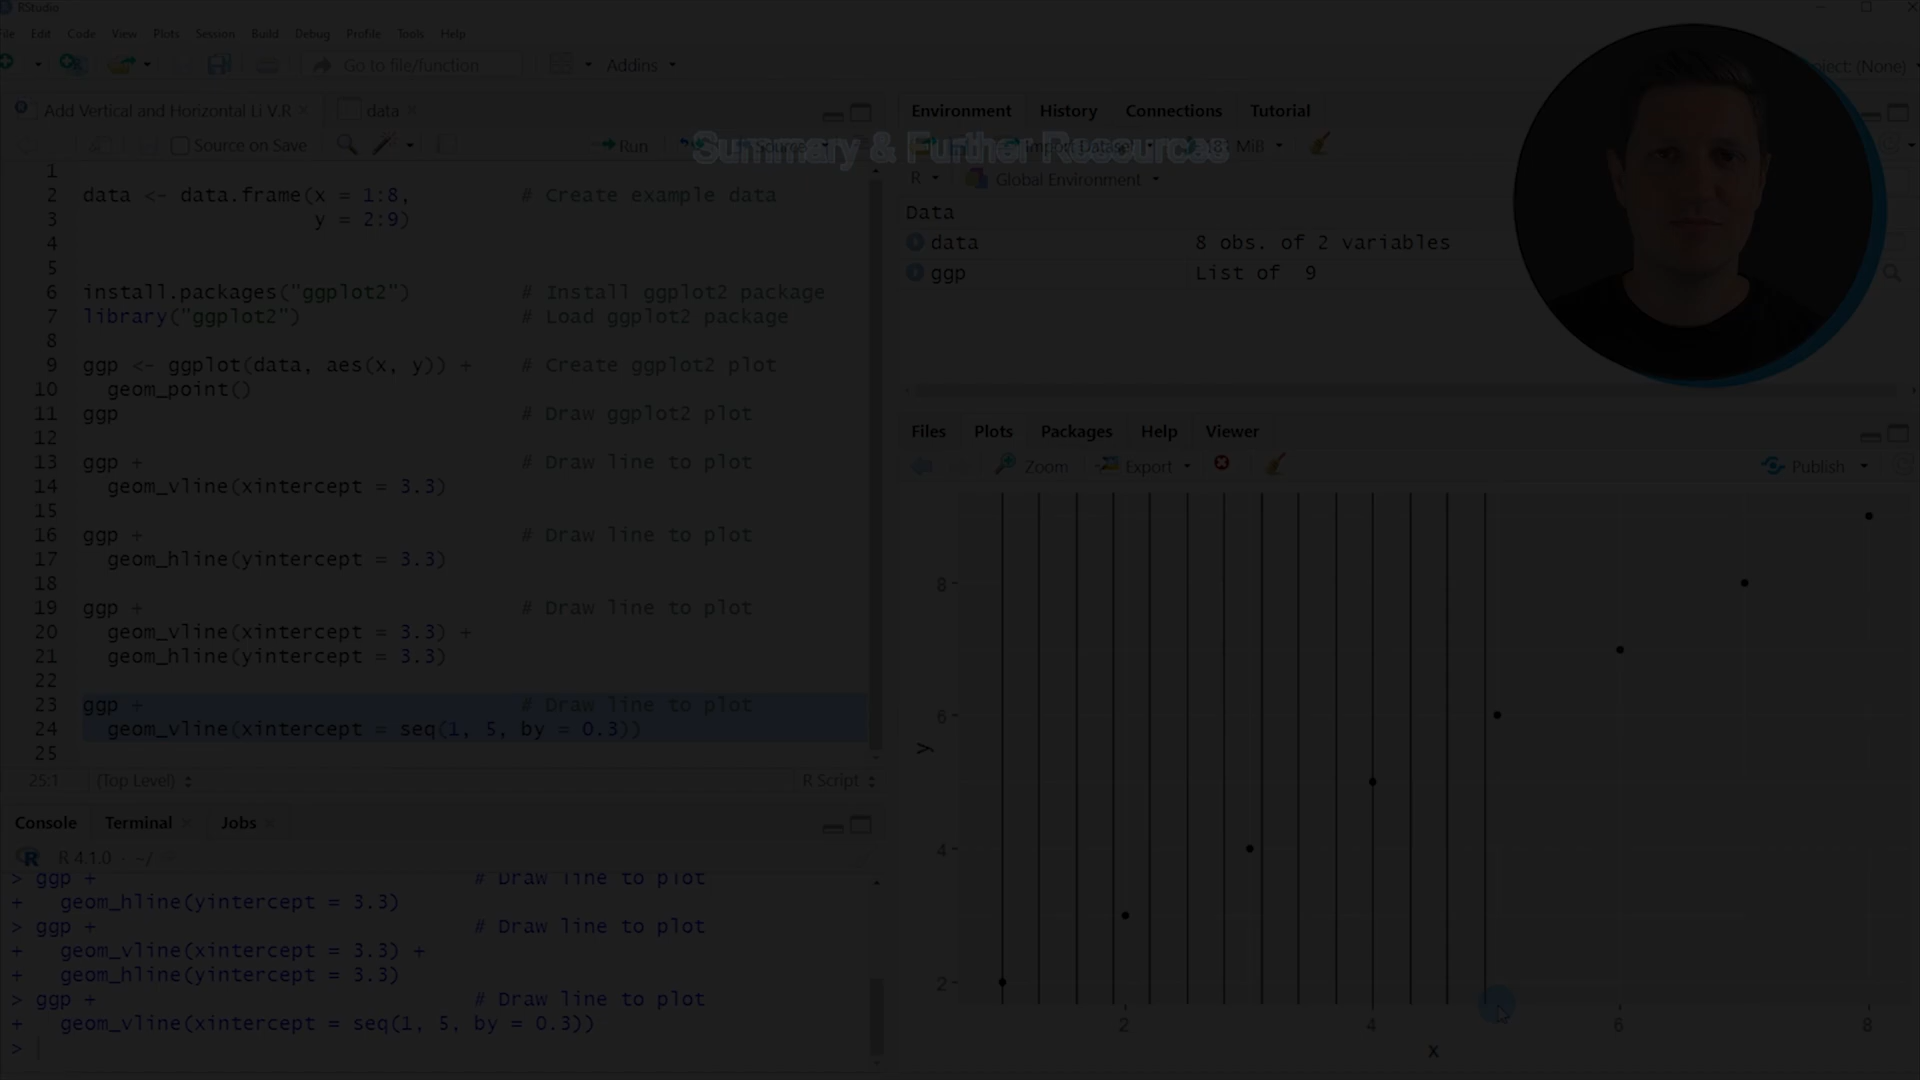 RStudio
File Edit Code View Plots Session Build Debug Profile Tools Help
Go to file/function
Addins
Project: (None)
Add Vertical and Horizontal Li V.R
data
Source on Save
Run
Source
Summary & Further Resources
1
2 data <- data.frame(x = 1:8, # Create example data
3 y = 2:9)
4
5
6 install.packages("ggplot2") # Install ggplot2 package
7 library("ggplot2") # Load ggplot2 package
8
9 ggp <- ggplot(data, aes(x, y)) + # Create ggplot2 plot
10 geom_point()
11 ggp # Draw ggplot2 plot
12
13 ggp + # Draw line to plot
14 geom_vline(xintercept = 3.3)
15
16 ggp + # Draw line to plot
17 geom_hline(yintercept = 3.3)
18
19 ggp + # Draw line to plot
20 geom_vline(xintercept = 3.3) +
21 geom_hline(yintercept = 3.3)
22
23 ggp + # Draw line to plot
24 geom_vline(xintercept = seq(1, 5, by = 0.3))
25
25:1 (Top Level) R Script
Console Terminal Jobs
R 4.1.0 · ~/
> ggp + # Draw line to plot
+ geom_hline(yintercept = 3.3)
> ggp + # Draw line to plot
+ geom_vline(xintercept = 3.3) +
+ geom_hline(yintercept = 3.3)
> ggp + # Draw line to plot
+ geom_vline(xintercept = seq(1, 5, by = 0.3))
>
Environment History Connections Tutorial
Import Dataset
MiB
R Global Environment
Data
data 8 obs. of 2 variables
ggp List of 9
Files Plots Packages Help Viewer
Zoom Export Publish
8
6
y
4
2
2 4 6 8
x